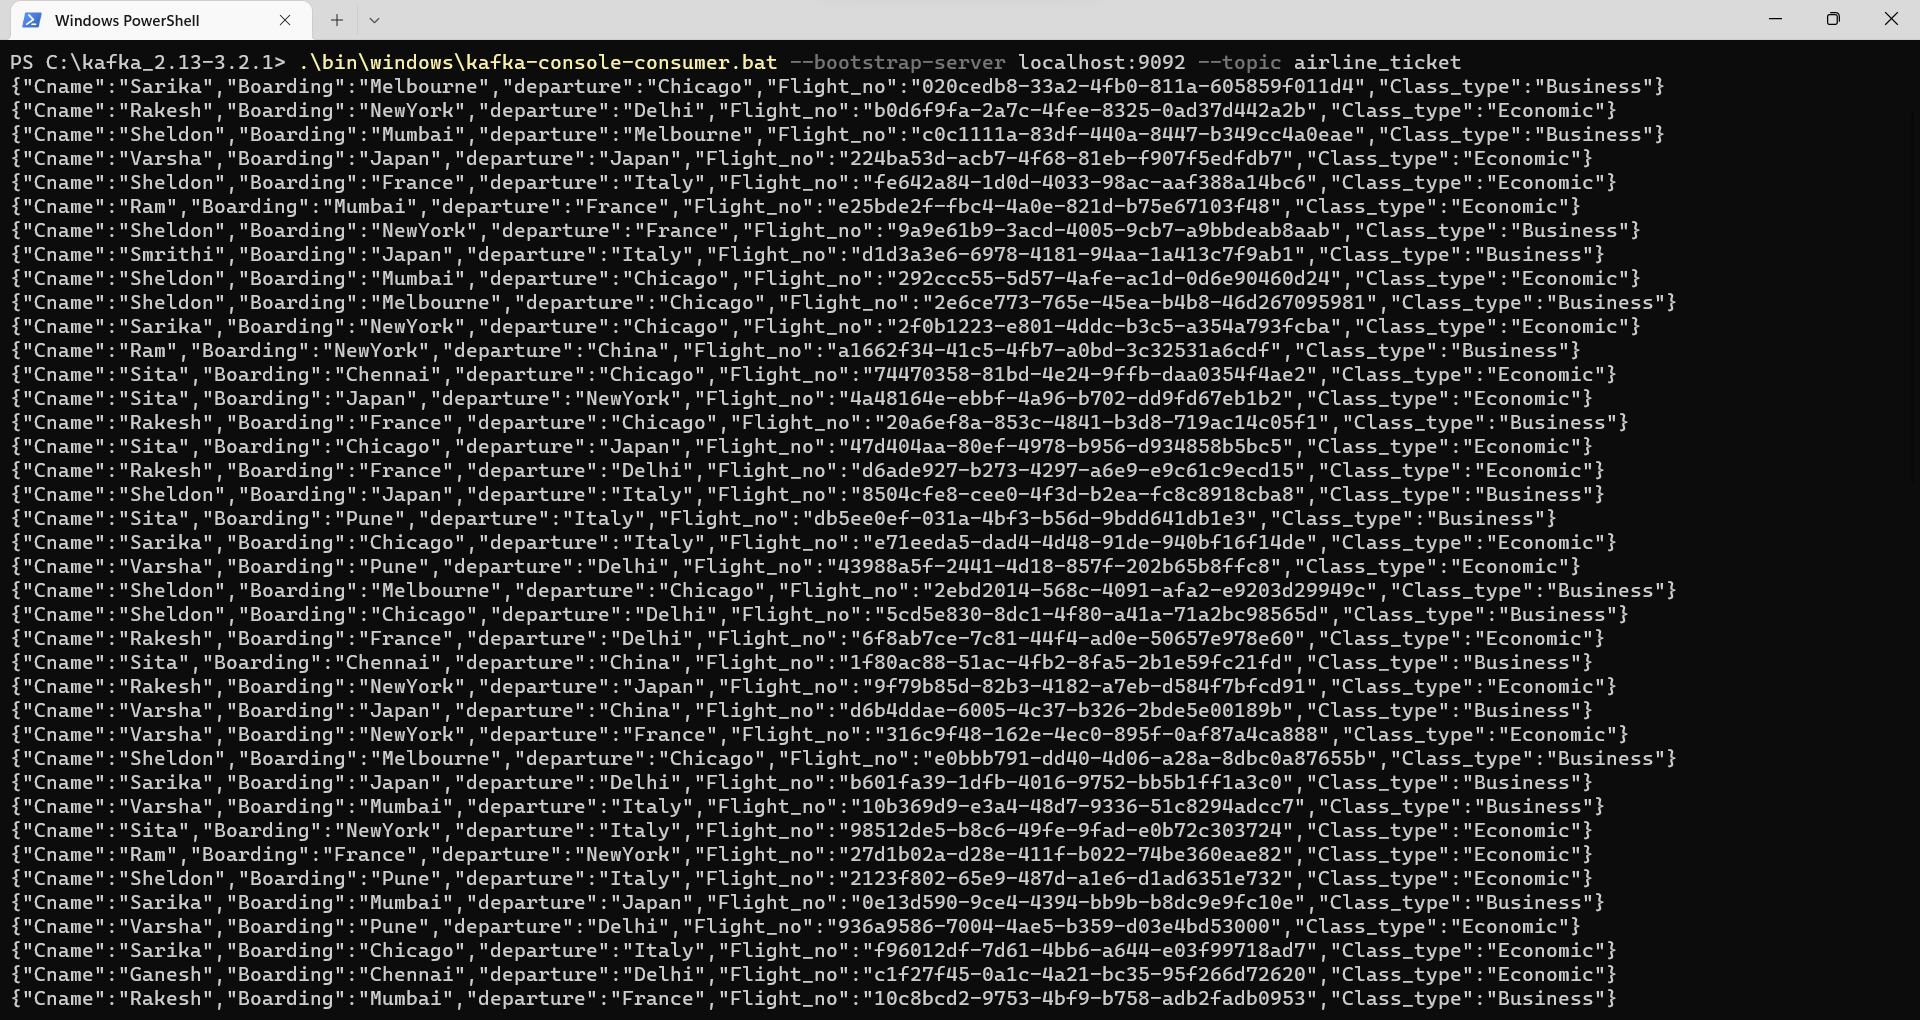 Windows PowerShell
PS C:\kafka_2.13-3.2.1> .\bin\windows\kafka-console-consumer.bat --bootstrap-server localhost:9092 --topic airline_ticket
{"Cname":"Sarika","Boarding":"Melbourne","departure":"Chicago","Flight_no":"020cedb8-33a2-4fb0-811a-605859f011d4","Class_type":"Business"}
{"Cname":"Rakesh","Boarding":"NewYork","departure":"Delhi","Flight_no":"b0d6f9fa-2a7c-4fee-8325-0ad37d442a2b","Class_type":"Economic"}
{"Cname":"Sheldon","Boarding":"Mumbai","departure":"Melbourne","Flight_no":"c0c1111a-83df-440a-8447-b349cc4a0eae","Class_type":"Business"}
{"Cname":"Varsha","Boarding":"Japan","departure":"Japan","Flight_no":"224ba53d-acb7-4f68-81eb-f907f5edfdb7","Class_type":"Economic"}
{"Cname":"Sheldon","Boarding":"France","departure":"Italy","Flight_no":"fe642a84-1d0d-4033-98ac-aaf388a14bc6","Class_type":"Economic"}
{"Cname":"Ram","Boarding":"Mumbai","departure":"France","Flight_no":"e25bde2f-fbc4-4a0e-821d-b75e67103f48","Class_type":"Economic"}
{"Cname":"Sheldon","Boarding":"NewYork","departure":"France","Flight_no":"9a9e61b9-3acd-4005-9cb7-a9bbdeab8aab","Class_type":"Business"}
{"Cname":"Smrithi","Boarding":"Japan","departure":"Italy","Flight_no":"d1d3a3e6-6978-4181-94aa-1a413c7f9ab1","Class_type":"Business"}
{"Cname":"Sheldon","Boarding":"Mumbai","departure":"Chicago","Flight_no":"292ccc55-5d57-4afe-ac1d-0d6e90460d24","Class_type":"Economic"}
{"Cname":"Sheldon","Boarding":"Melbourne","departure":"Chicago","Flight_no":"2e6ce773-765e-45ea-b4b8-46d267095981","Class_type":"Business"}
{"Cname":"Sarika","Boarding":"NewYork","departure":"Chicago","Flight_no":"2f0b1223-e801-4ddc-b3c5-a354a793fcba","Class_type":"Economic"}
{"Cname":"Ram","Boarding":"NewYork","departure":"China","Flight_no":"a1662f34-41c5-4fb7-a0bd-3c32531a6cdf","Class_type":"Business"}
{"Cname":"Sita","Boarding":"Chennai","departure":"Chicago","Flight_no":"74470358-81bd-4e24-9ffb-daa0354f4ae2","Class_type":"Economic"}
{"Cname":"Sita","Boarding":"Japan","departure":"NewYork","Flight_no":"4a48164e-ebbf-4a96-b702-dd9fd67eb1b2","Class_type":"Economic"}
{"Cname":"Rakesh","Boarding":"France","departure":"Chicago","Flight_no":"20a6ef8a-853c-4841-b3d8-719ac14c05f1","Class_type":"Business"}
{"Cname":"Sita","Boarding":"Chicago","departure":"Japan","Flight_no":"47d404aa-80ef-4978-b956-d934858b5bc5","Class_type":"Economic"}
{"Cname":"Rakesh","Boarding":"France","departure":"Delhi","Flight_no":"d6ade927-b273-4297-a6e9-e9c61c9ecd15","Class_type":"Economic"}
{"Cname":"Sheldon","Boarding":"Japan","departure":"Italy","Flight_no":"8504cfe8-cee0-4f3d-b2ea-fc8c8918cba8","Class_type":"Business"}
{"Cname":"Sita","Boarding":"Pune","departure":"Italy","Flight_no":"db5ee0ef-031a-4bf3-b56d-9bdd641db1e3","Class_type":"Business"}
{"Cname":"Sarika","Boarding":"Chicago","departure":"Italy","Flight_no":"e71eeda5-dad4-4d48-91de-940bf16f14de","Class_type":"Economic"}
{"Cname":"Varsha","Boarding":"Pune","departure":"Delhi","Flight_no":"43988a5f-2441-4d18-857f-202b65b8ffc8","Class_type":"Economic"}
{"Cname":"Sheldon","Boarding":"Melbourne","departure":"Chicago","Flight_no":"2ebd2014-568c-4091-afa2-e9203d29949c","Class_type":"Business"}
{"Cname":"Sheldon","Boarding":"Chicago","departure":"Delhi","Flight_no":"5cd5e830-8dc1-4f80-a41a-71a2bc98565d","Class_type":"Business"}
{"Cname":"Rakesh","Boarding":"France","departure":"Delhi","Flight_no":"6f8ab7ce-7c81-44f4-ad0e-50657e978e60","Class_type":"Economic"}
{"Cname":"Sita","Boarding":"Chennai","departure":"China","Flight_no":"1f80ac88-51ac-4fb2-8fa5-2b1e59fc21fd","Class_type":"Business"}
{"Cname":"Rakesh","Boarding":"NewYork","departure":"Japan","Flight_no":"9f79b85d-82b3-4182-a7eb-d584f7bfcd91","Class_type":"Economic"}
{"Cname":"Varsha","Boarding":"Japan","departure":"China","Flight_no":"d6b4ddae-6005-4c37-b326-2bde5e00189b","Class_type":"Business"}
{"Cname":"Varsha","Boarding":"NewYork","departure":"France","Flight_no":"316c9f48-162e-4ec0-895f-0af87a4ca888","Class_type":"Economic"}
{"Cname":"Sheldon","Boarding":"Melbourne","departure":"Chicago","Flight_no":"e0bbb791-dd40-4d06-a28a-8dbc0a87655b","Class_type":"Business"}
{"Cname":"Sarika","Boarding":"Japan","departure":"Delhi","Flight_no":"b601fa39-1dfb-4016-9752-bb5b1ff1a3c0","Class_type":"Business"}
{"Cname":"Varsha","Boarding":"Mumbai","departure":"Italy","Flight_no":"10b369d9-e3a4-48d7-9336-51c8294adcc7","Class_type":"Business"}
{"Cname":"Sita","Boarding":"NewYork","departure":"Italy","Flight_no":"98512de5-b8c6-49fe-9fad-e0b72c303724","Class_type":"Economic"}
{"Cname":"Ram","Boarding":"France","departure":"NewYork","Flight_no":"27d1b02a-d28e-411f-b022-74be360eae82","Class_type":"Economic"}
{"Cname":"Sheldon","Boarding":"Pune","departure":"Italy","Flight_no":"2123f802-65e9-487d-a1e6-d1ad6351e732","Class_type":"Economic"}
{"Cname":"Sarika","Boarding":"Mumbai","departure":"Japan","Flight_no":"0e13d590-9ce4-4394-bb9b-b8dc9e9fc10e","Class_type":"Business"}
{"Cname":"Varsha","Boarding":"Pune","departure":"Delhi","Flight_no":"936a9586-7004-4ae5-b359-d03e4bd53000","Class_type":"Economic"}
{"Cname":"Sarika","Boarding":"Chicago","departure":"Italy","Flight_no":"f96012df-7d61-4bb6-a644-e03f99718ad7","Class_type":"Economic"}
{"Cname":"Ganesh","Boarding":"Chennai","departure":"Delhi","Flight_no":"c1f27f45-0a1c-4a21-bc35-95f266d72620","Class_type":"Economic"}
{"Cname":"Rakesh","Boarding":"Mumbai","departure":"France","Flight_no":"10c8bcd2-9753-4bf9-b758-adb2fadb0953","Class_type":"Business"}